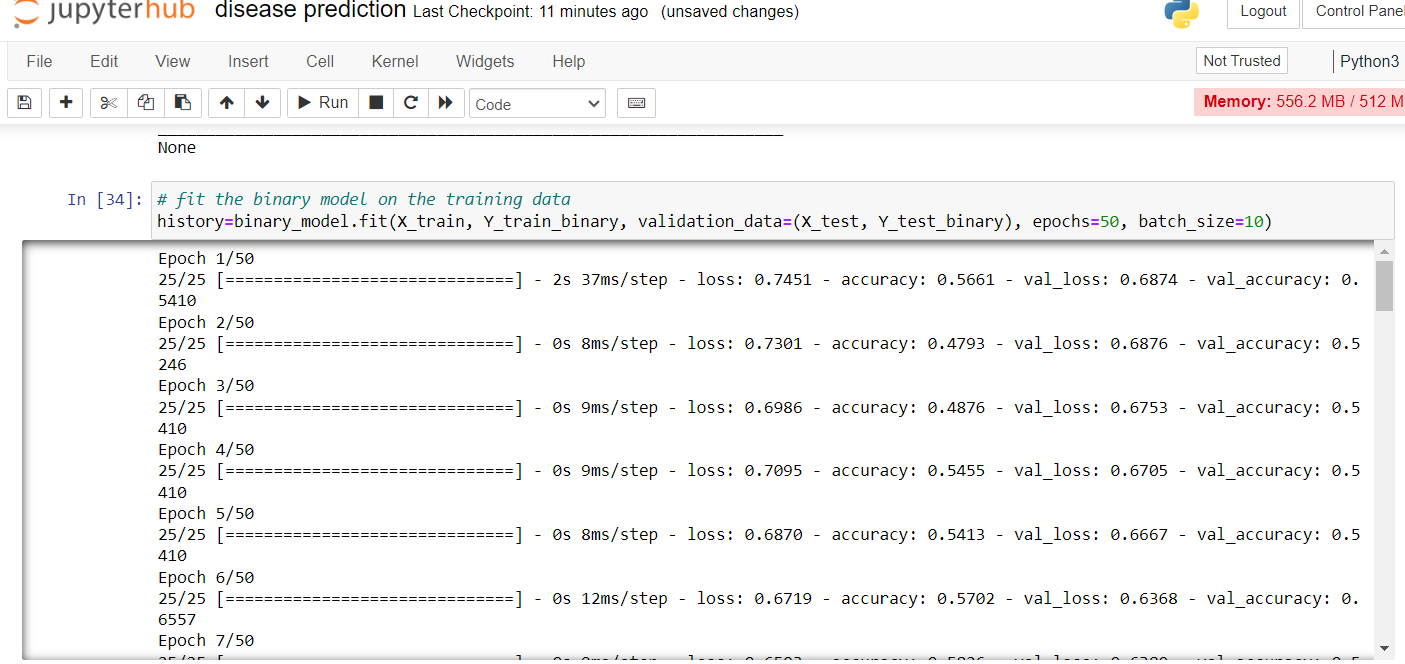 jupyterhub disease prediction Last Checkpoint: 11 minutes ago (unsaved changes) Logout Control Panel
File Edit View Insert Cell Kernel Widgets Help Not Trusted Python3
Run Code Memory: 556.2 MB / 512 M
None
In [34]: # fit the binary model on the training data
history=binary_model.fit(X_train, Y_train_binary, validation_data=(X_test, Y_test_binary), epochs=50, batch_size=10)
Epoch 1/50
25/25 [==============================] - 2s 37ms/step - loss: 0.7451 - accuracy: 0.5661 - val_loss: 0.6874 - val_accuracy: 0.
5410
Epoch 2/50
25/25 [==============================] - 0s 8ms/step - loss: 0.7301 - accuracy: 0.4793 - val_loss: 0.6876 - val_accuracy: 0.5
246
Epoch 3/50
25/25 [==============================] - 0s 9ms/step - loss: 0.6986 - accuracy: 0.4876 - val_loss: 0.6753 - val_accuracy: 0.5
410
Epoch 4/50
25/25 [==============================] - 0s 9ms/step - loss: 0.7095 - accuracy: 0.5455 - val_loss: 0.6705 - val_accuracy: 0.5
410
Epoch 5/50
25/25 [==============================] - 0s 8ms/step - loss: 0.6870 - accuracy: 0.5413 - val_loss: 0.6667 - val_accuracy: 0.5
410
Epoch 6/50
25/25 [==============================] - 0s 12ms/step - loss: 0.6719 - accuracy: 0.5702 - val_loss: 0.6368 - val_accuracy: 0.
6557
Epoch 7/50